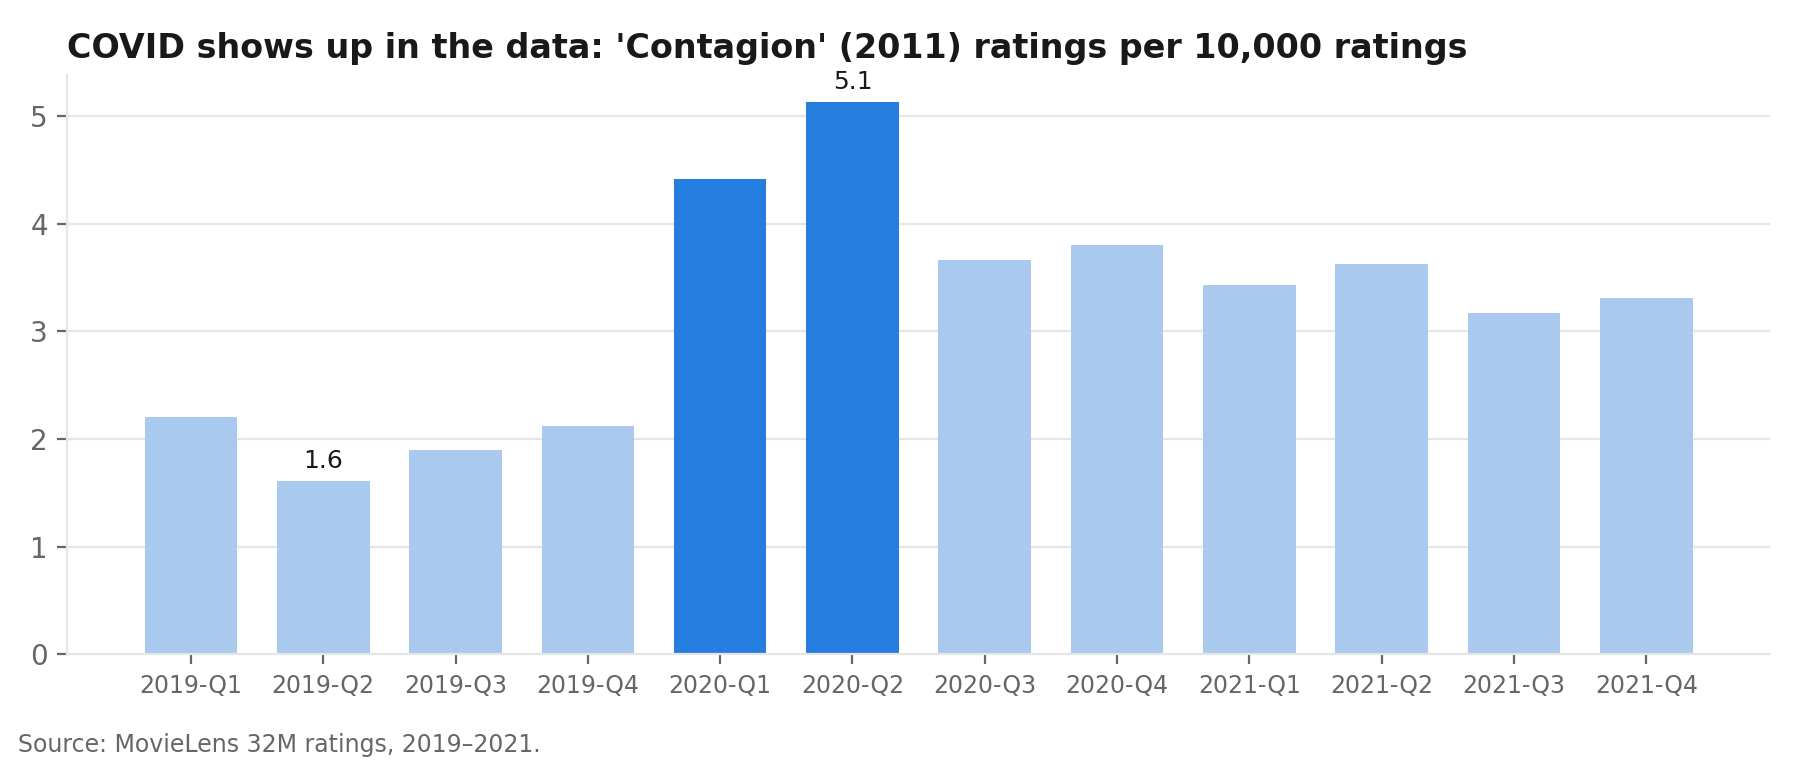 COVID shows up in the data: 'Contagion' (2011) ratings per 10,000 ratings
5.1
5
4
3
2
1.6
1
0
2019-Q1 2019-Q2 2019-Q3 2019-Q4 2020-Q1 2020-Q2 2020-Q3 2020-Q4 2021-Q1 2021-Q2 2021-Q3 2021-Q4
Source: MovieLens 32M ratings, 2019–2021.